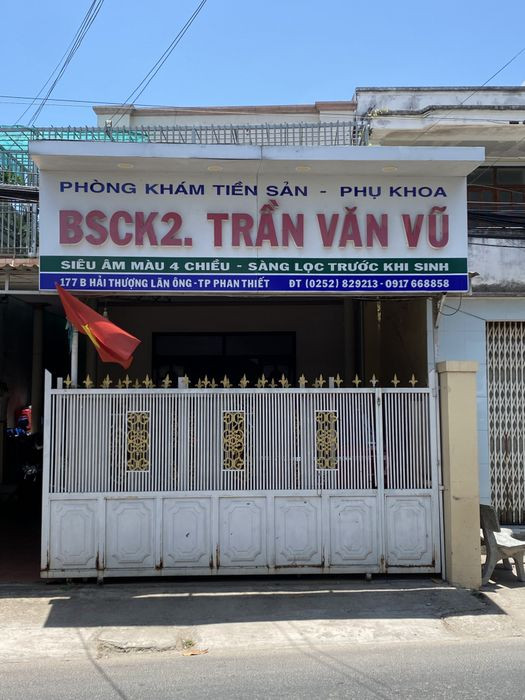 PHÒNG KHÁM TIỀN SẢN - PHỤ KHOA
BSCK2. TRẦN VĂN VŨ
SIÊU ÂM MÀU 4 CHIỀU - SÀNG LỌC TRƯỚC KHI SINH
177 B HẢI THƯỢNG LÃN ÔNG - TP PHAN THIẾT ĐT (0252) 829213 - 0917 668858